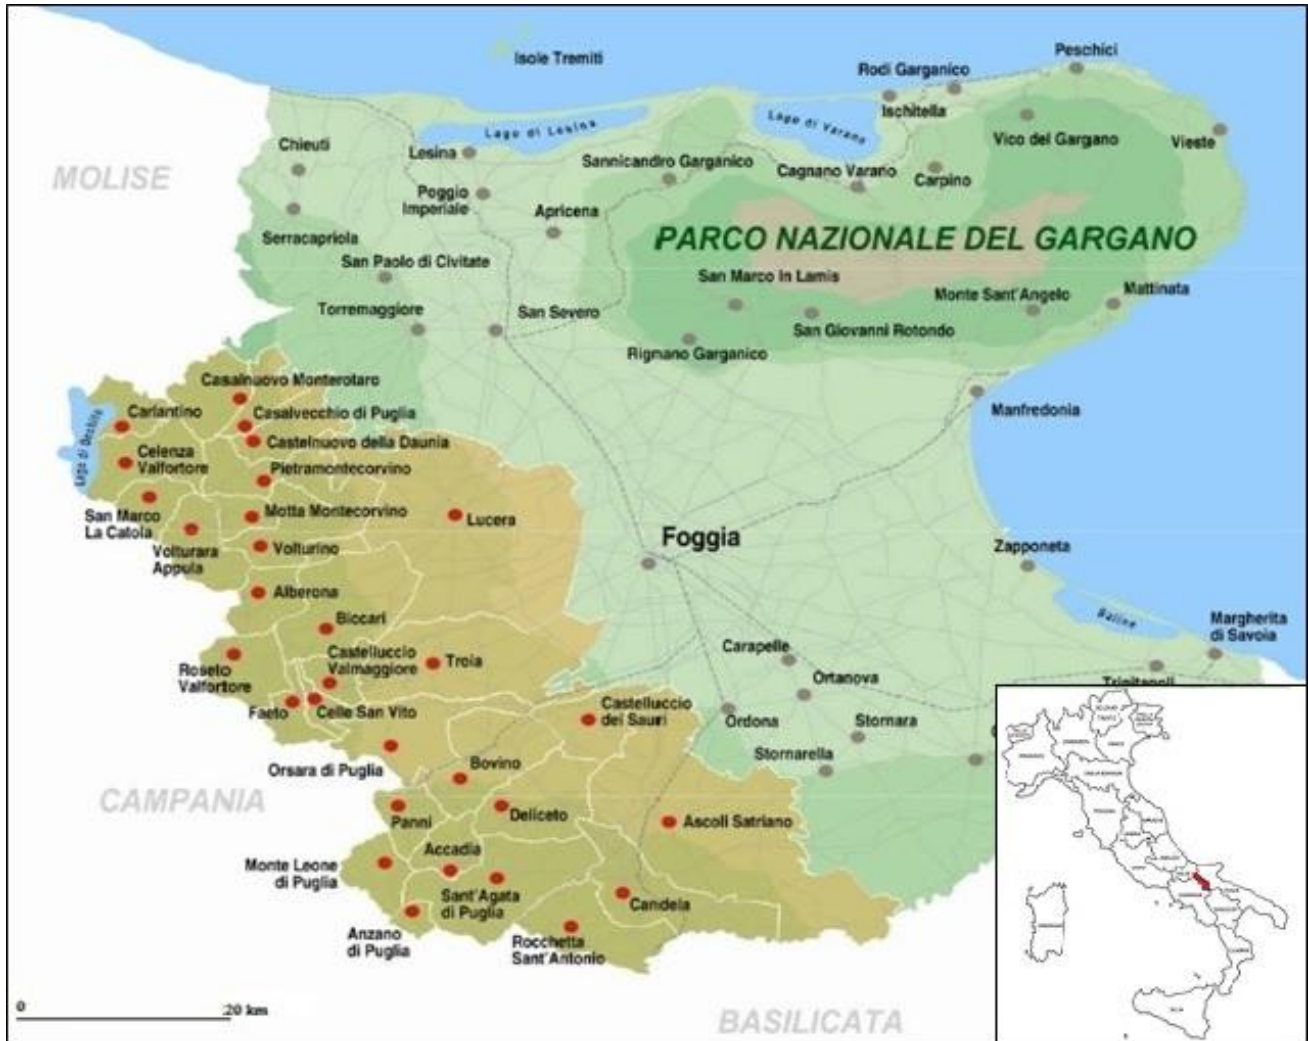 Isole Tremiti
Peschici
Rodi Garganico
Ischitella
Lago di Lesina
Lago di Varano
Vico del Gargano
Vieste
Chieuti
Lesina
Sannicandro Garganico
Cagnano Varano
Carpino
MOLISE
Poggio
Imperiale
Apricena
Serracapriola
PARCO NAZIONALE DEL GARGANO
San Paolo di Civitate
San Marco In Lamis
Monte Sant'Angelo
Mattinata
Torremaggiore
San Severo
San Giovanni Rotondo
Rignano Garganico
Casalnuovo Monterotaro
Manfredonia
Carlantino
Casalvecchio di Puglia
Castelnuovo della Daunia
Celenza
Valfortore
Pietramontecorvino
San Marco
La Catola
Motta Montecorvino
Lucera
Volturara
Appula
Volturino
Foggia
Zapponeta
Alberona
Biccari
Saline
Margherita
di Savoia
Castelluccio
Valmaggiore
Troia
Carapelle
Roseto
Valfortore
Ortanova
Trinitapoli
Faeto
Celle San Vito
Castelluccio
dei Sauri
Ordona
Stornara
Stornarella
Orsara di Puglia
Bovino
CAMPANIA
Panni
Deliceto
Ascoli Satriano
Accadia
Monte Leone
di Puglia
Sant'Agata
di Puglia
Candela
Anzano
di Puglia
Rocchetta
Sant'Antonio
0 20 km
BASILICATA